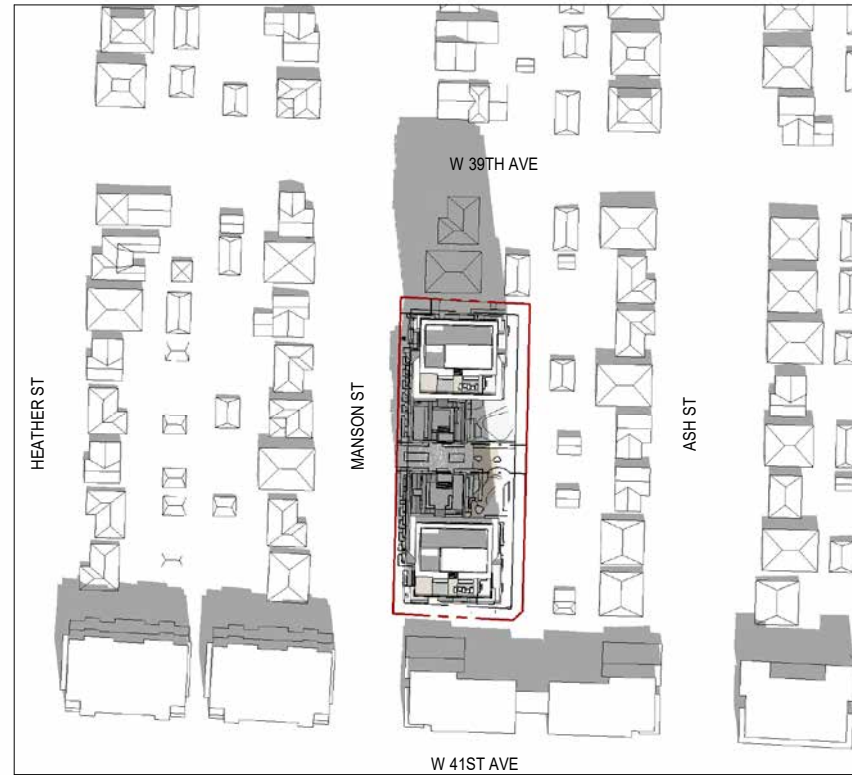 W 39TH AVE
HEATHER ST
MANSON ST
ASH ST
W 41ST AVE